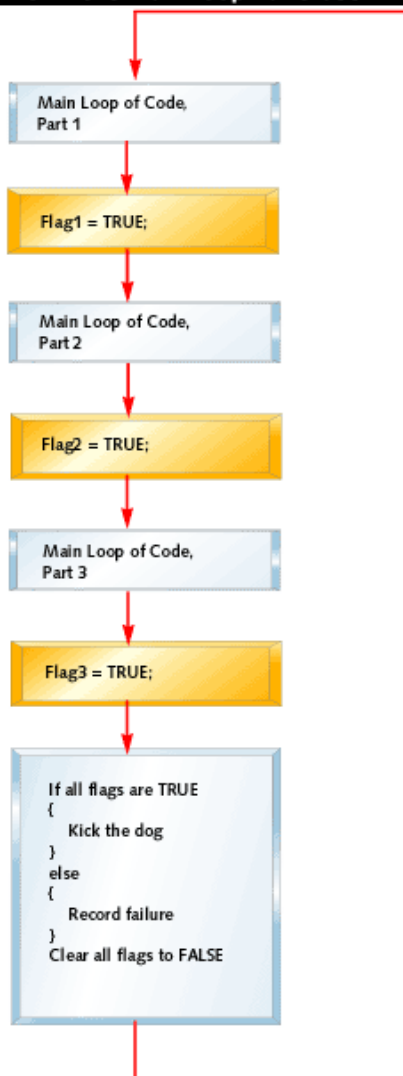 Main Loop of Code,
Part 1
Flag1 = TRUE;
Main Loop of Code,
Part 2
Flag2 = TRUE;
Main Loop of Code,
Part 3
Flag3 = TRUE;
If all flags are TRUE
{
Kick the dog
}
else
{
Record failure
}
Clear all flags to FALSE